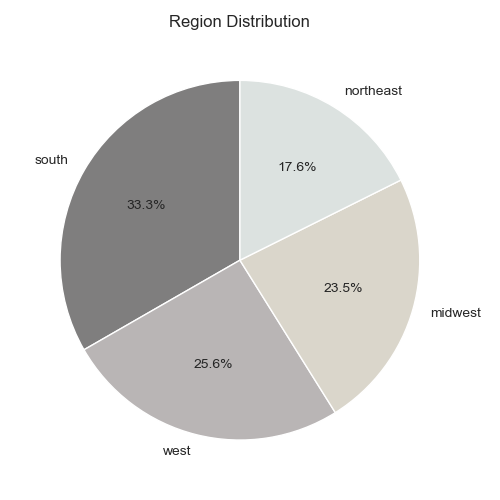 Region Distribution
northeast
south
17.6%
33.3%
23.5%
midwest
25.6%
west